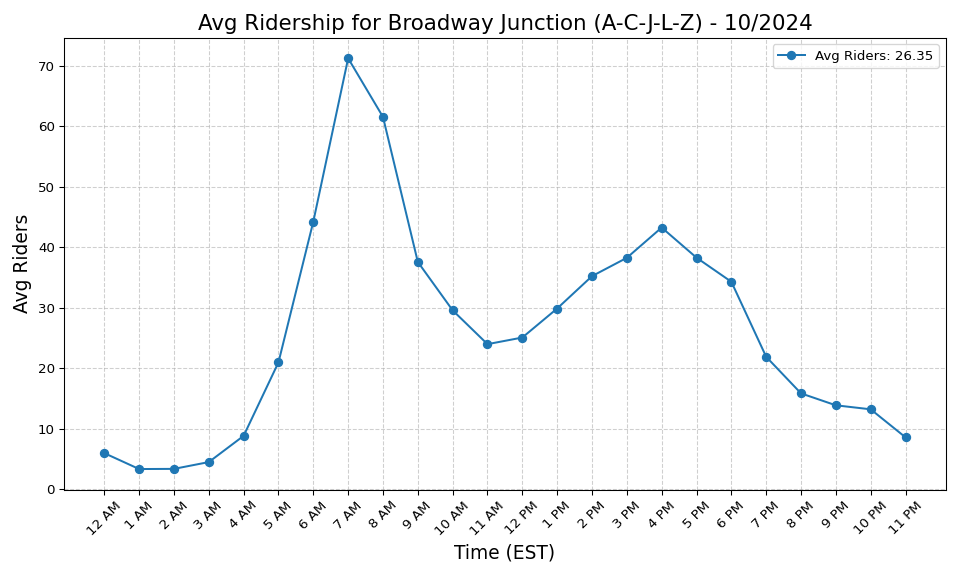 Avg Ridership for Broadway Junction (A-C-J-L-Z) - 10/2024
Avg Riders: 26.35
Avg Riders
70
60
50
40
30
20
10
0
12 AM 1 AM 2 AM 3 AM 4 AM 5 AM 6 AM 7 AM 8 AM 9 AM 10 AM 11 AM 12 PM 1 PM 2 PM 3 PM 4 PM 5 PM 6 PM 7 PM 8 PM 9 PM 10 PM 11 PM
Time (EST)